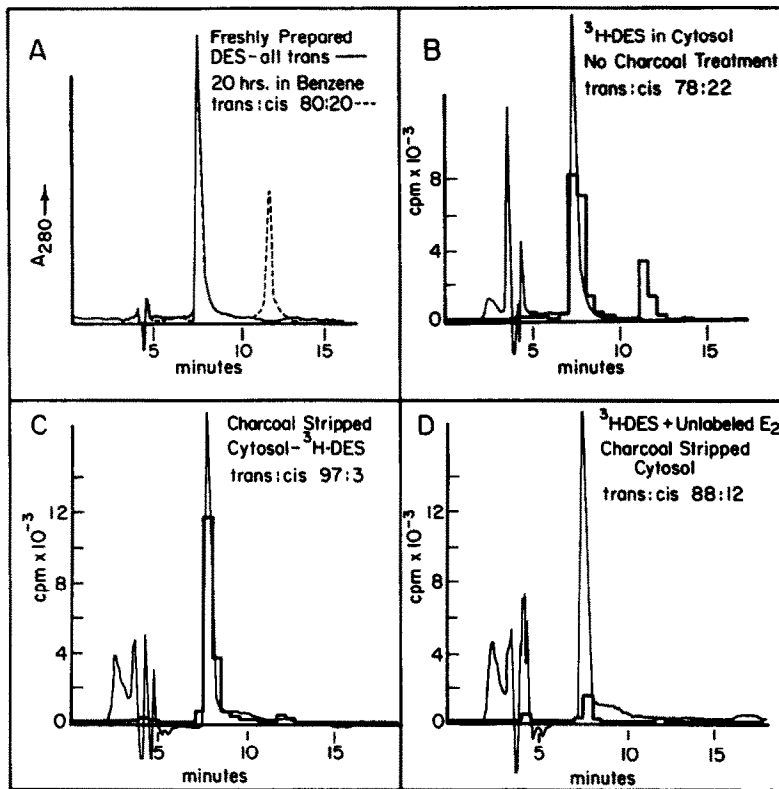 A
Freshly Prepared
DES-all trans —
20 hrs. in Benzene
trans:cis 80:20---
A280 →
5 10 15
minutes
B
³H-DES in Cytosol
No Charcoal Treatment
trans:cis 78:22
cpm x 10⁻³
8
4
0
5 10 15
minutes
C
Charcoal Stripped
Cytosol-³H-DES
trans:cis 97:3
cpm x 10⁻³
12
8
4
0
5 10 15
minutes
D
³H-DES + Unlabeled E₂
Charcoal Stripped
Cytosol
trans:cis 88:12
cpm x 10⁻³
12
8
4
0
5 10 15
minutes